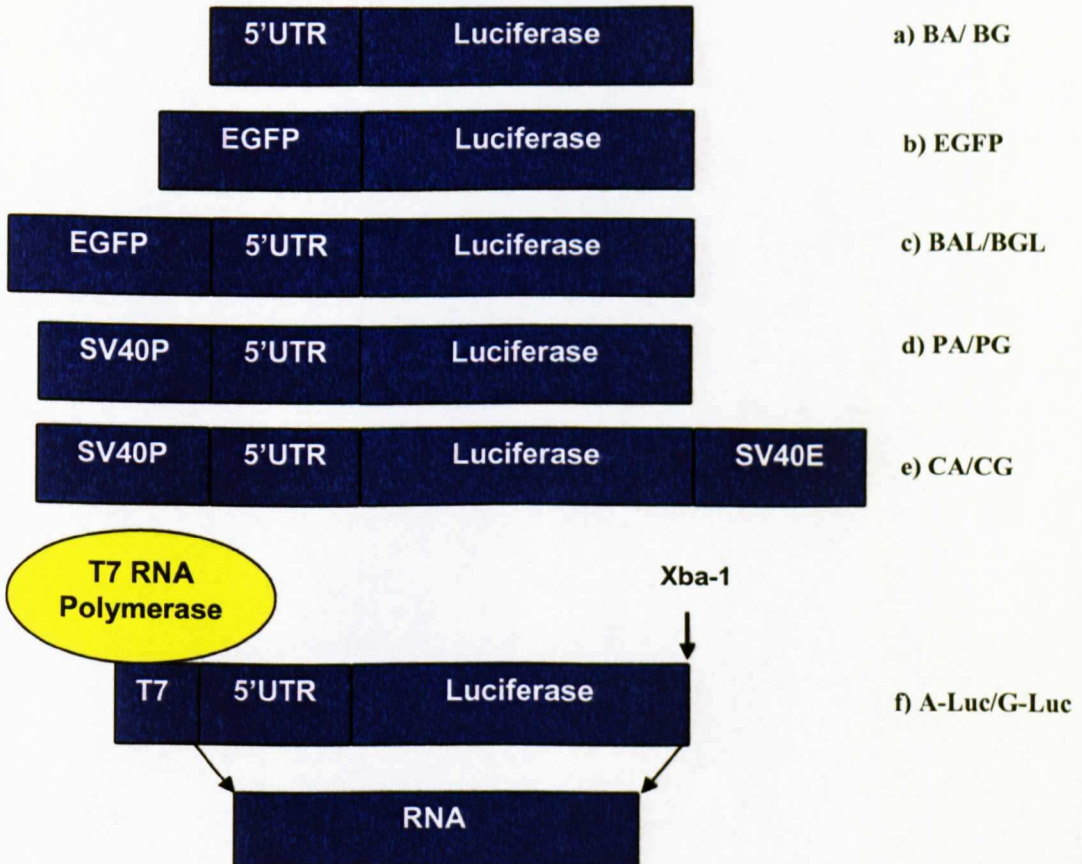 5'UTR Luciferase a) BA/ BG
EGFP Luciferase b) EGFP
EGFP 5'UTR Luciferase c) BAL/BGL
SV40P 5'UTR Luciferase d) PA/PG
SV40P 5'UTR Luciferase SV40E e) CA/CG
T7 RNA
Polymerase
Xba-1
T7 5'UTR Luciferase f) A-Luc/G-Luc
RNA